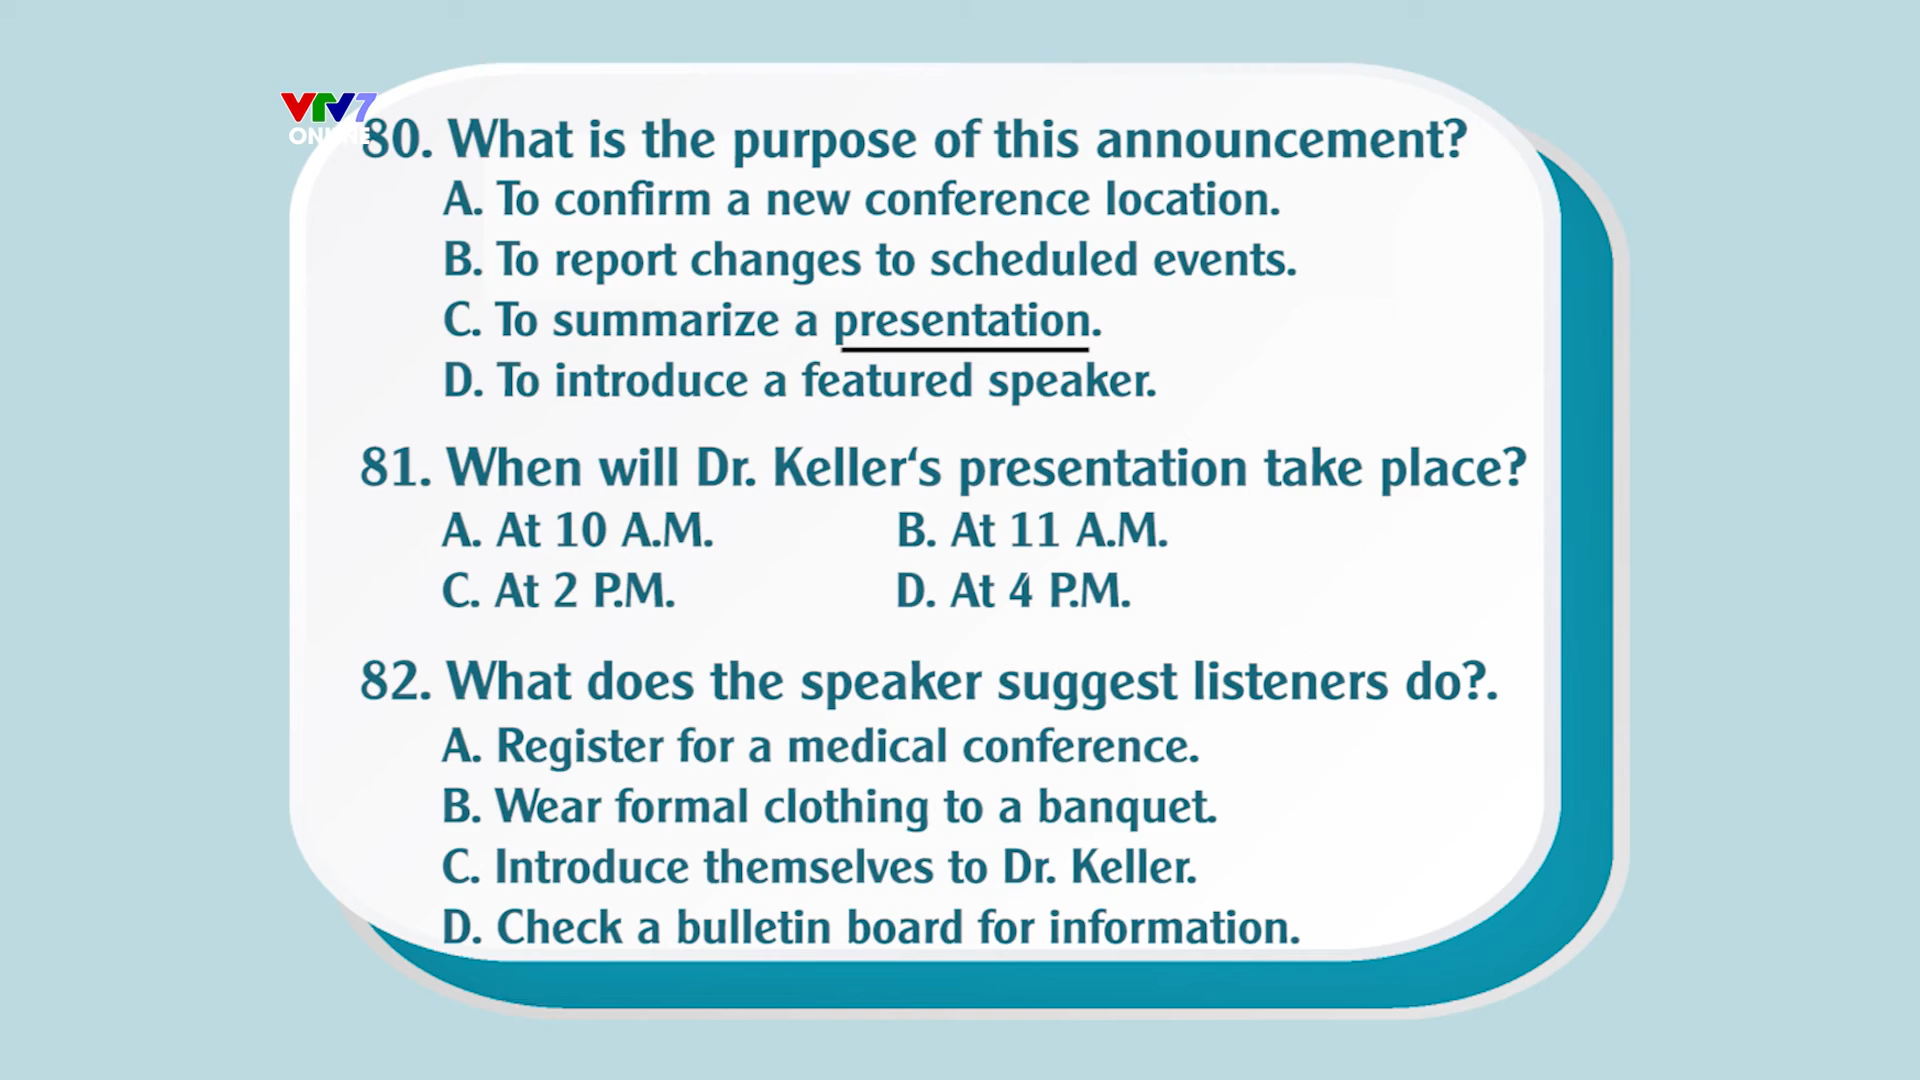 VTV7
ONLINE
80. What is the purpose of this announcement?
A. To confirm a new conference location.
B. To report changes to scheduled events.
C. To summarize a presentation.
D. To introduce a featured speaker.
81. When will Dr. Keller‘s presentation take place?
A. At 10 A.M. B. At 11 A.M.
C. At 2 P.M. D. At 4 P.M.
82. What does the speaker suggest listeners do?.
A. Register for a medical conference.
B. Wear formal clothing to a banquet.
C. Introduce themselves to Dr. Keller.
D. Check a bulletin board for information.